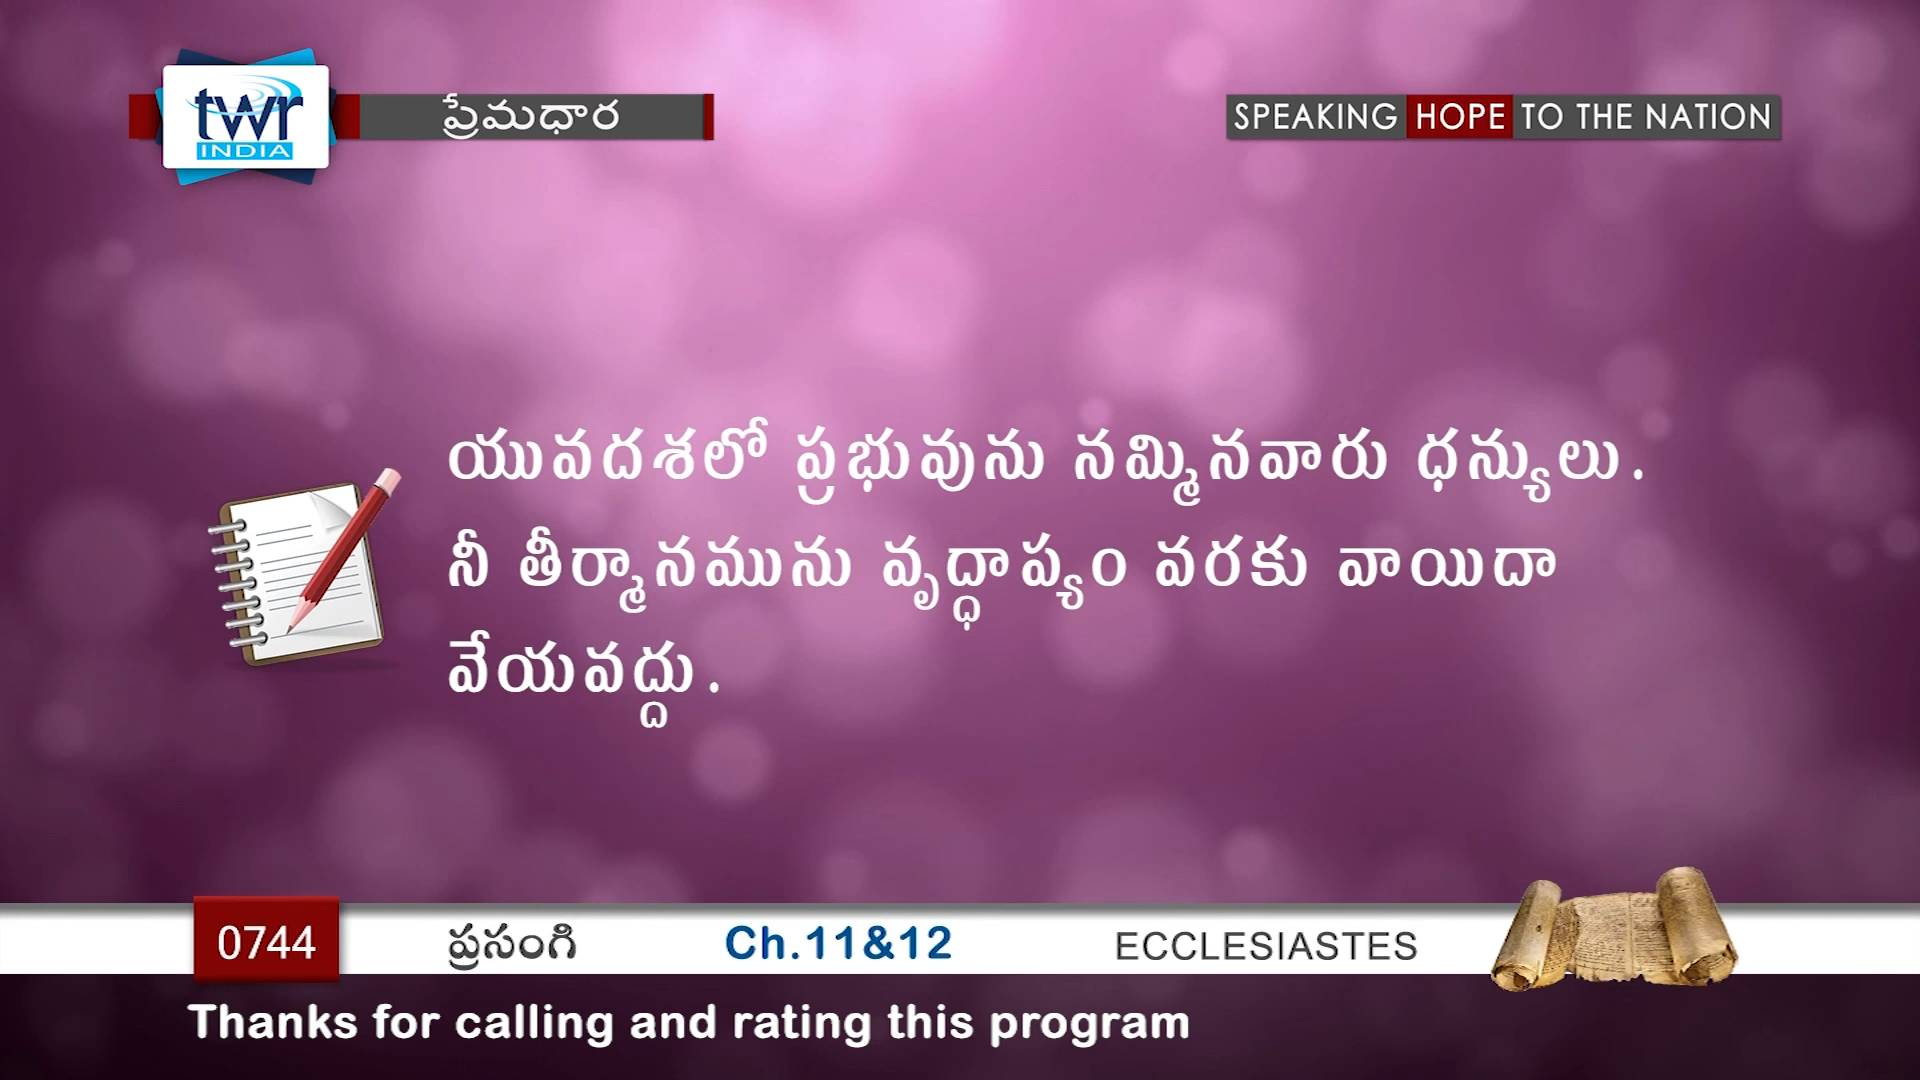 twr
INDIA
ప్రేమధార
SPEAKING HOPE TO THE NATION
యువదశలో ప్రభువును నమ్మినవారు ధన్యులు.
నీ తీర్మానమును వృద్ధాప్యం వరకు వాయిదా
వేయవద్దు.
0744 ప్రసంగి Ch.11&12 ECCLESIASTES
Thanks for calling and rating this program